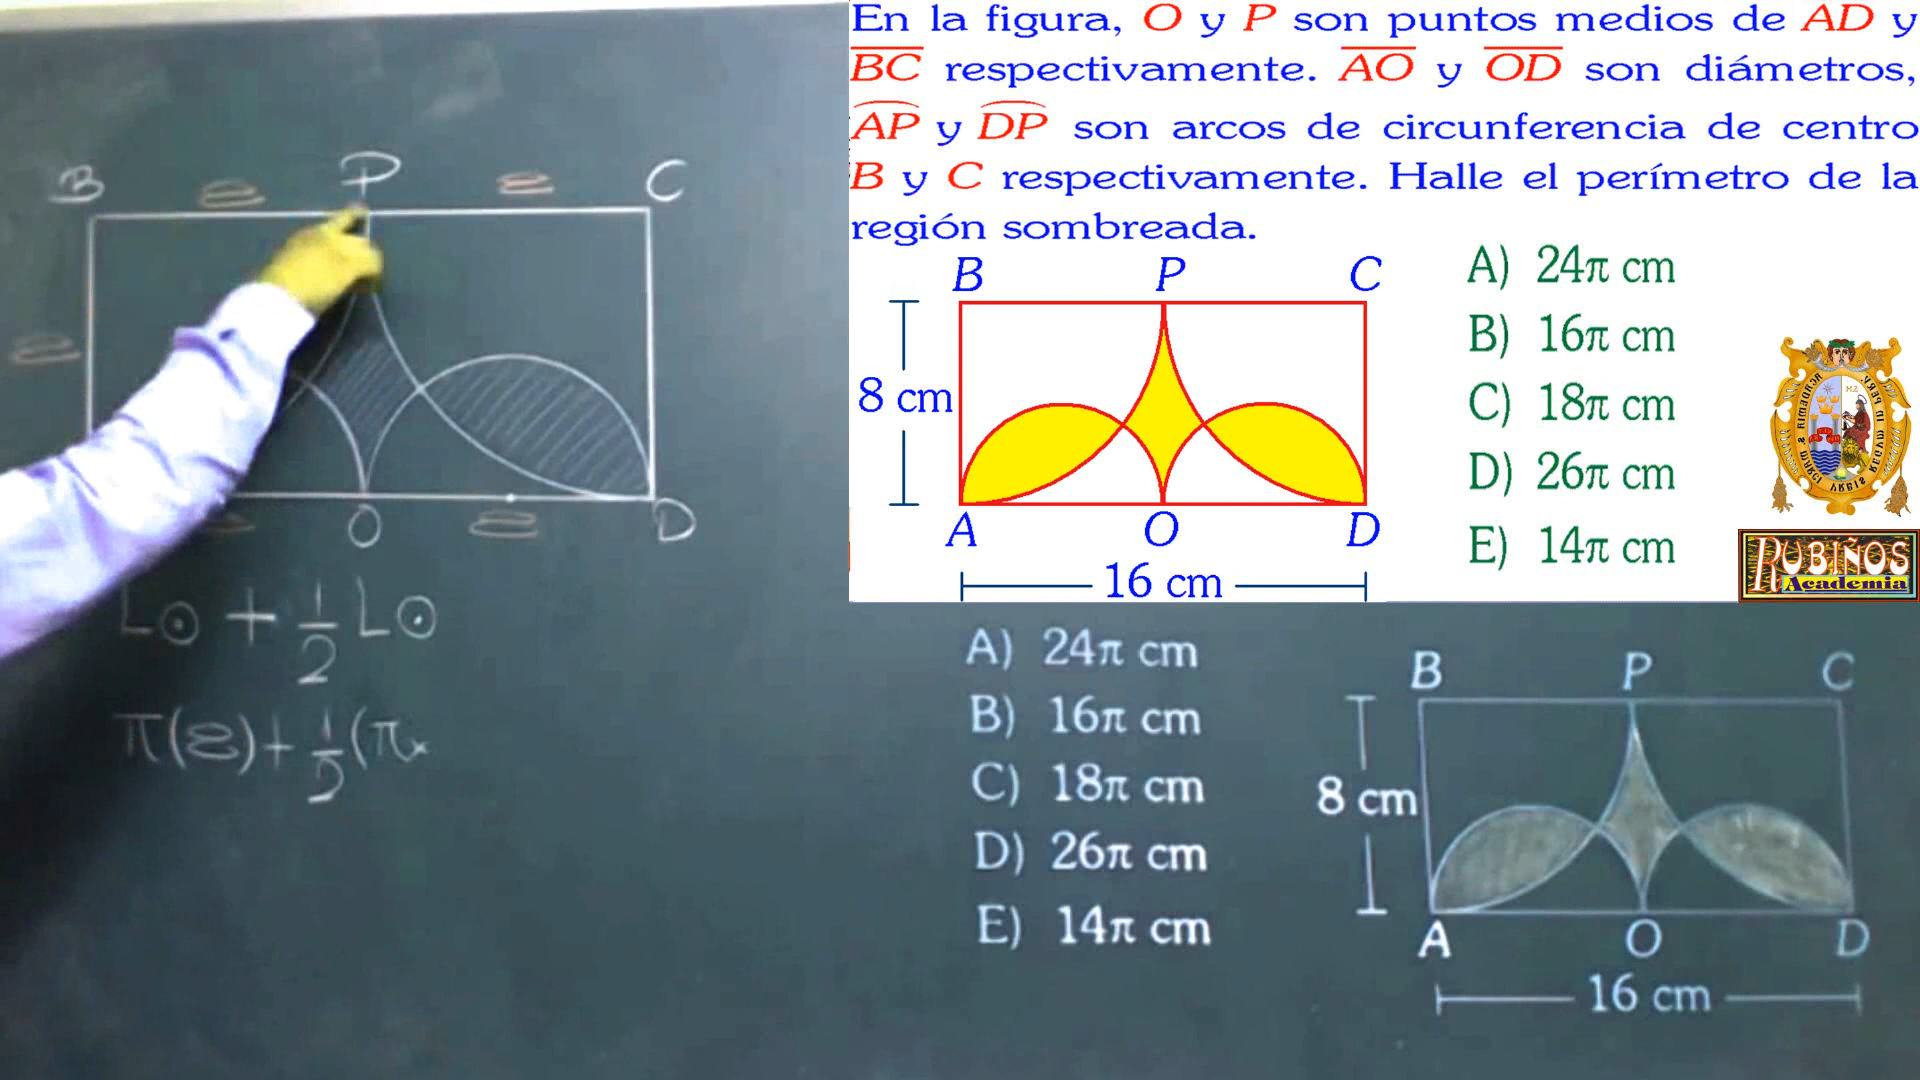 B 8 P 8 C
8
8 O 8 D
L⊙ + 1/2 L⊙
π(8) + 1/2 (π×
En la figura, O y P son puntos medios de AD y
BC respectivamente. AO y OD son diámetros,
AP y DP son arcos de circunferencia de centro
B y C respectivamente. Halle el perímetro de la
región sombreada.
B P C
8 cm
A O D
16 cm
A) 24π cm
B) 16π cm
C) 18π cm
D) 26π cm
E) 14π cm
RUBIÑOS
Academia
A) 24π cm
B) 16π cm
C) 18π cm
D) 26π cm
E) 14π cm
B P C
8 cm
A O D
16 cm